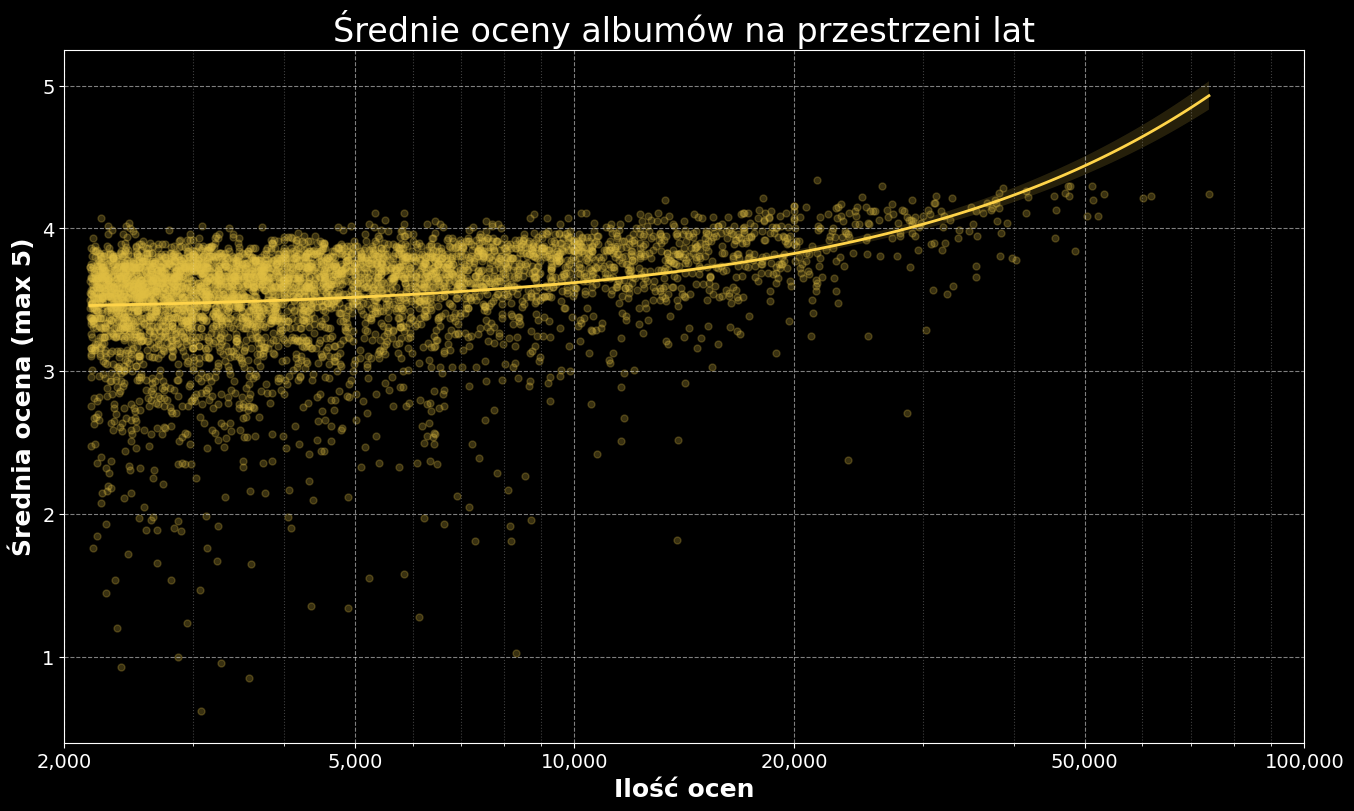 Średnie oceny albumów na przestrzeni lat
Średnia ocena (max 5)
5
4
3
2
1
2,000 5,000 10,000 20,000 50,000 100,000
Ilość ocen